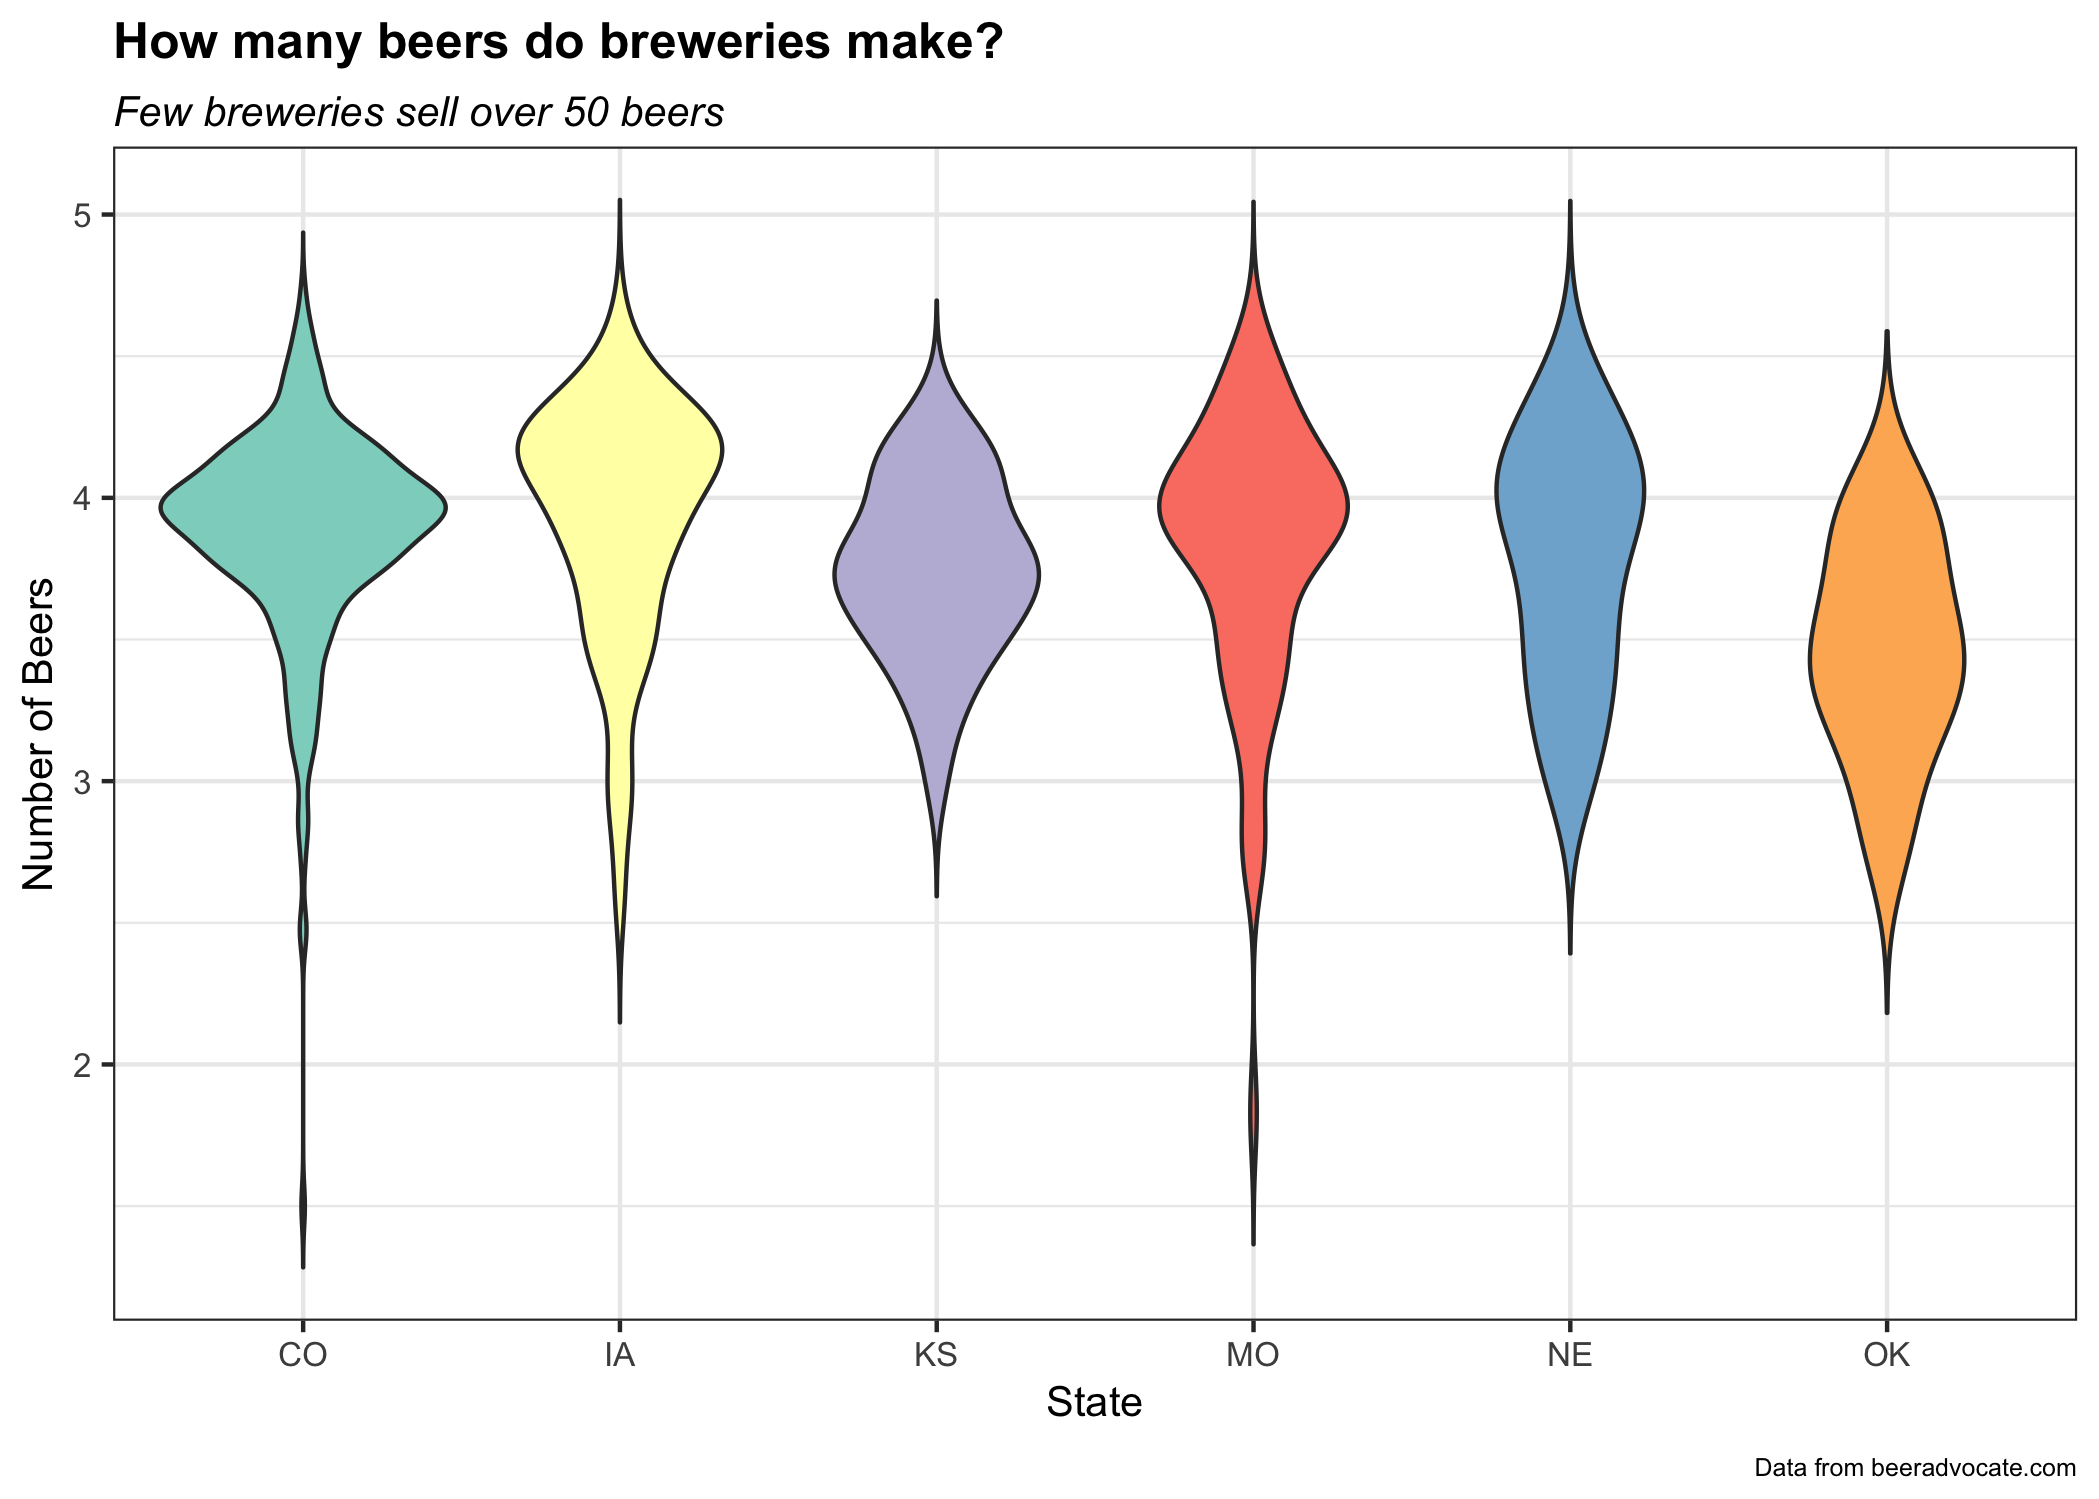 How many beers do breweries make?
Few breweries sell over 50 beers
Number of Beers
5
4
3
2
CO IA KS MO NE OK
State
Data from beeradvocate.com